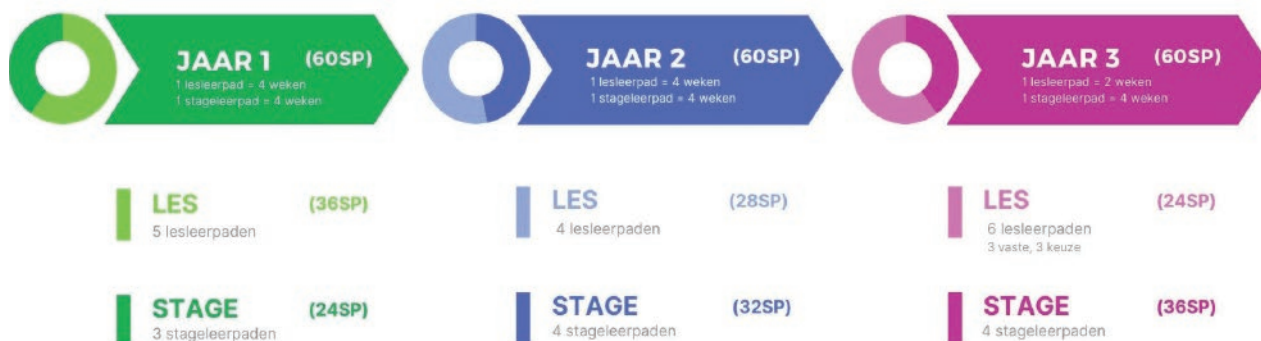 JAAR 1 (60SP)
1 lesleerpad = 4 weken
1 stageleerpad = 4 weken
JAAR 2 (60SP)
1 lesleerpad = 4 weken
1 stageleerpad = 4 weken
JAAR 3 (60SP)
1 lesleerpad = 2 weken
1 stageleerpad = 4 weken
LES (36SP)
5 lesleerpaden
LES (28SP)
4 lesleerpaden
LES (24SP)
6 lesleerpaden
3 vaste, 3 keuze
STAGE (24SP)
3 stageleerpaden
STAGE (32SP)
4 stageleerpaden
STAGE (36SP)
4 stageleerpaden